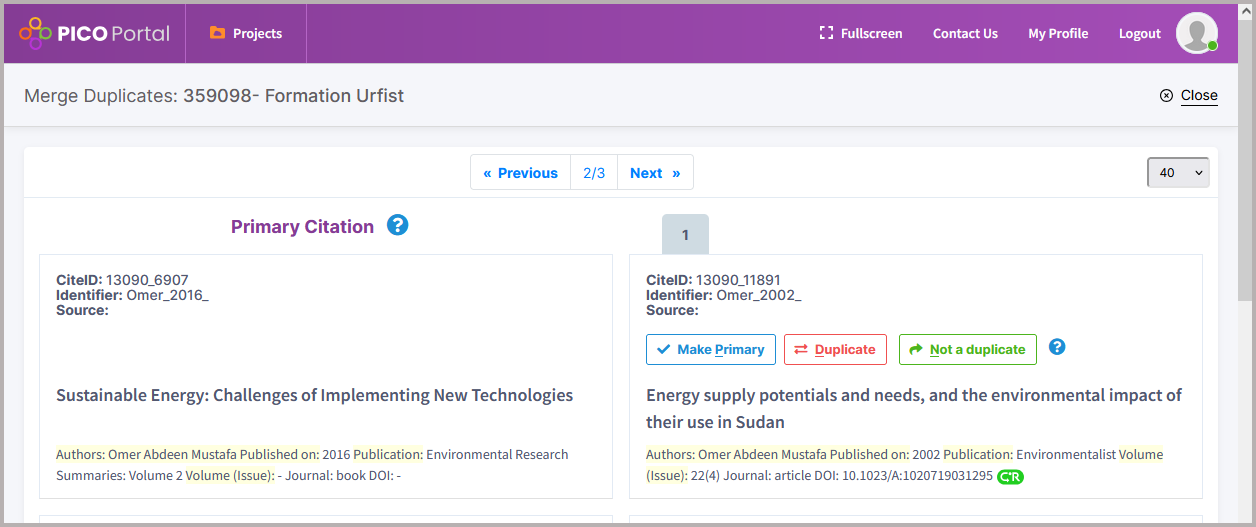 PICO Portal
Projects
Fullscreen
Contact Us
My Profile
Logout
Merge Duplicates: 359098- Formation Urfist
Close
« Previous
2/3
Next »
40
Primary Citation ?
1
CiteID: 13090_6907
Identifier: Omer_2016_
Source:
Sustainable Energy: Challenges of Implementing New Technologies
Authors: Omer Abdeen Mustafa Published on: 2016 Publication: Environmental Research
Summaries: Volume 2 Volume (Issue): - Journal: book DOI: -
CiteID: 13090_11891
Identifier: Omer_2002_
Source:
Make Primary
Duplicate
Not a duplicate
?
Energy supply potentials and needs, and the environmental impact of
their use in Sudan
Authors: Omer Abdeen Mustafa Published on: 2002 Publication: Environmentalist Volume
(Issue): 22(4) Journal: article DOI: 10.1023/A:1020719031295 C*R